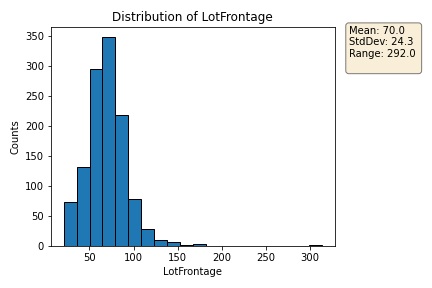 Distribution of LotFrontage
Mean: 70.0
StdDev: 24.3
Range: 292.0
350
300
250
200
150
100
50
0
Counts
50 100 150 200 250 300
LotFrontage